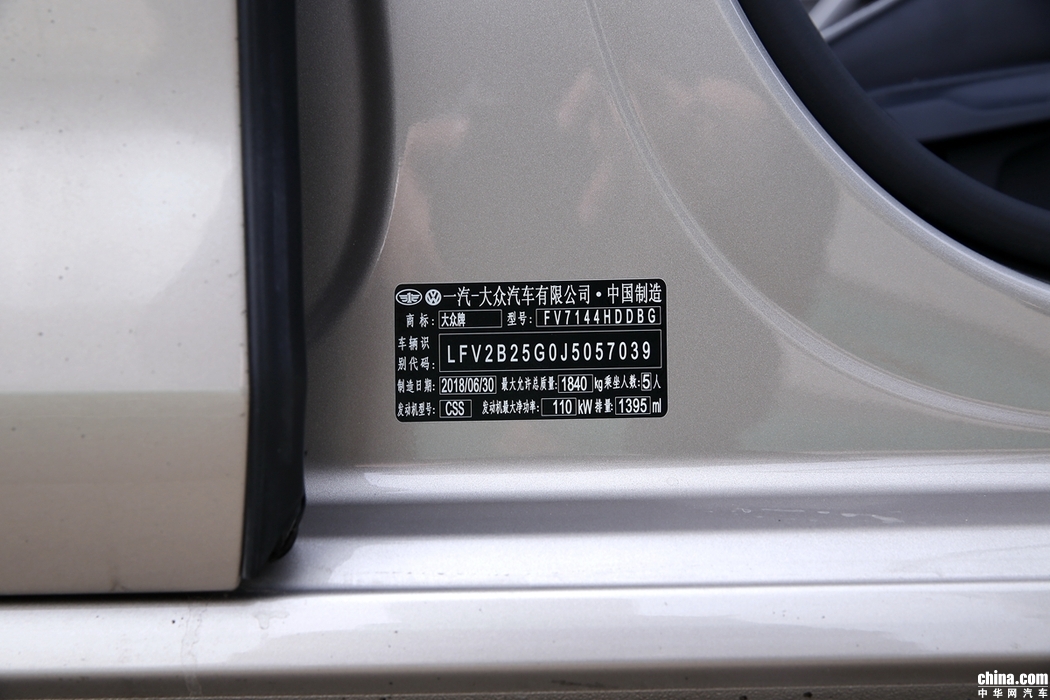 一汽-大众汽车有限公司·中国制造
商标: 大众牌 型号: FV7144HDDBG
车辆识
别代码: LFV2B25G0J5057039
制造日期: 2018/06/30 最大允许总质量: 1840 kg 乘坐人数: 5 人
发动机型号: CSS 发动机最大净功率: 110 kW 排量: 1395 ml
china.com
中华网汽车